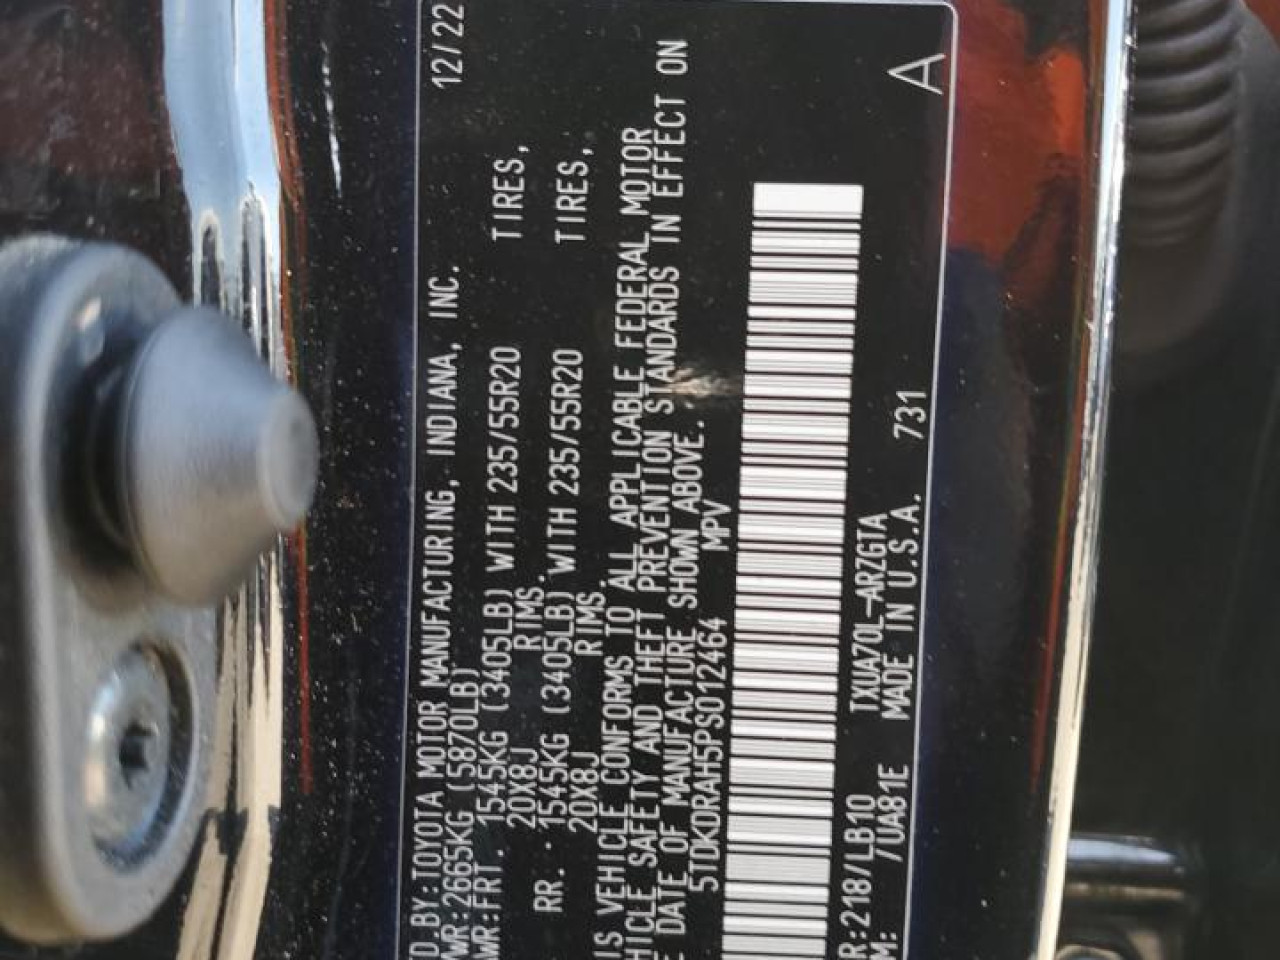 TD.BY:TOYOTA MOTOR MANUFACTURING, INDIANA, INC. 12/22
WR:2665KG (5870LB)
WR:FRT. 1545KG (3405LB) WITH 235/55R20 TIRES,
20X8J RIMS.
RR. 1545KG (3405LB) WITH 235/55R20 TIRES,
20X8J RIMS.
IS VEHICLE CONFORMS TO ALL APPLICABLE FEDERAL MOTOR
HICLE SAFETY AND THEFT PREVENTION STANDARDS IN EFFECT ON
E DATE OF MANUFACTURE SHOWN ABOVE.
5TDKDRAH5PS012464 MPV
R:218/LB10 TXUA70L-ARZGTA
M: /UA81E MADE IN U.S.A. 731 A